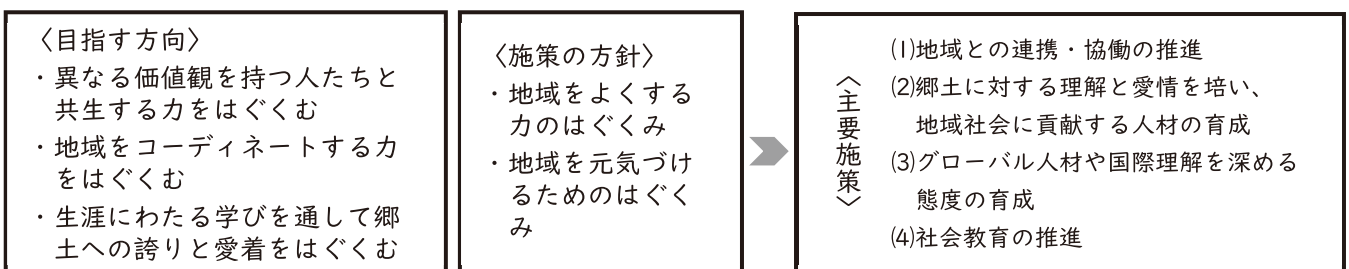 〈目指す方向〉
・異なる価値観を持つ人たちと
共生する力をはぐくむ
・地域をコーディネートする力
をはぐくむ
・生涯にわたる学びを通して郷
土への誇りと愛着をはぐくむ
〈施策の方針〉
・地域をよくする
力のはぐくみ
・地域を元気づけ
るためのはぐく
み
〈主要施策〉
⑴地域との連携・協働の推進
⑵郷土に対する理解と愛情を培い、
地域社会に貢献する人材の育成
⑶グローバル人材や国際理解を深める
態度の育成
⑷社会教育の推進